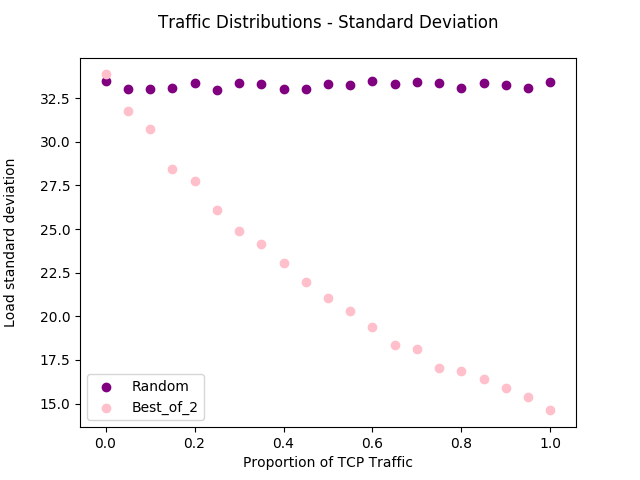 Traffic Distributions - Standard Deviation
Load standard deviation
32.5
30.0
27.5
25.0
22.5
20.0
17.5
15.0
Random
Best_of_2
0.0 0.2 0.4 0.6 0.8 1.0
Proportion of TCP Traffic